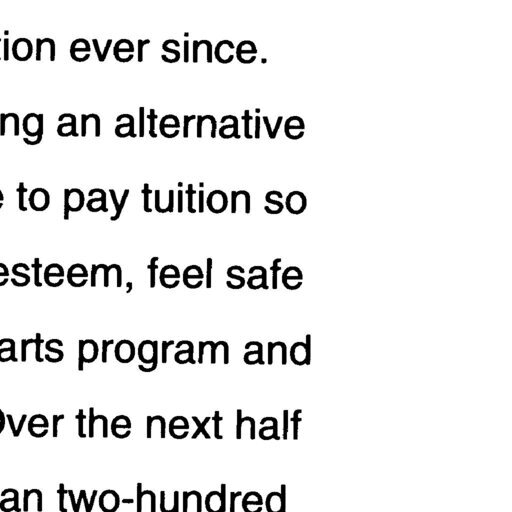 tion ever since.
ng an alternative
e to pay tuition so
esteem, feel safe
arts program and
Over the next half
an two-hundred